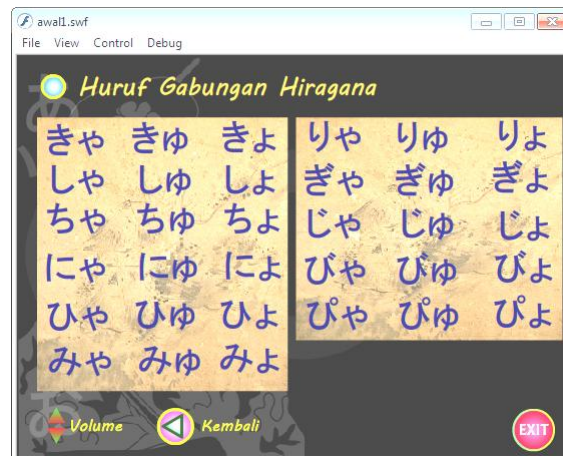 awal1.swf
File View Control Debug
Huruf Gabungan Hiragana
きゃ きゅ きょ
しゃ しゅ しょ
ちゃ ちゅ ちょ
にゃ にゅ にょ
ひゃ ひゅ ひょ
みゃ みゅ みょ
りゃ りゅ りょ
ぎゃ ぎゅ ぎょ
じゃ じゅ じょ
びゃ びゅ びょ
ぴゃ ぴゅ ぴょ
Volume
Kembali
EXIT